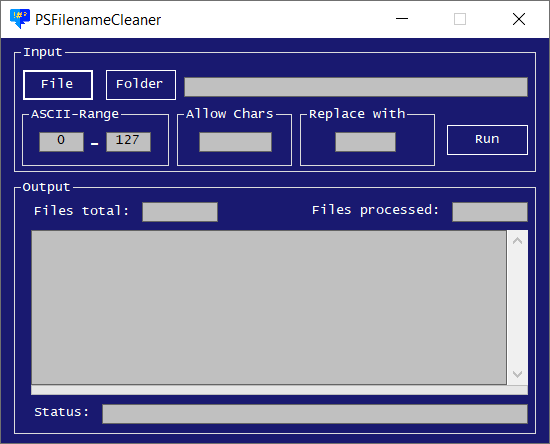 PSFilenameCleaner
Input
File Folder
ASCII-Range Allow Chars Replace with
0 - 127 Run
Output
Files total: Files processed:
Status: